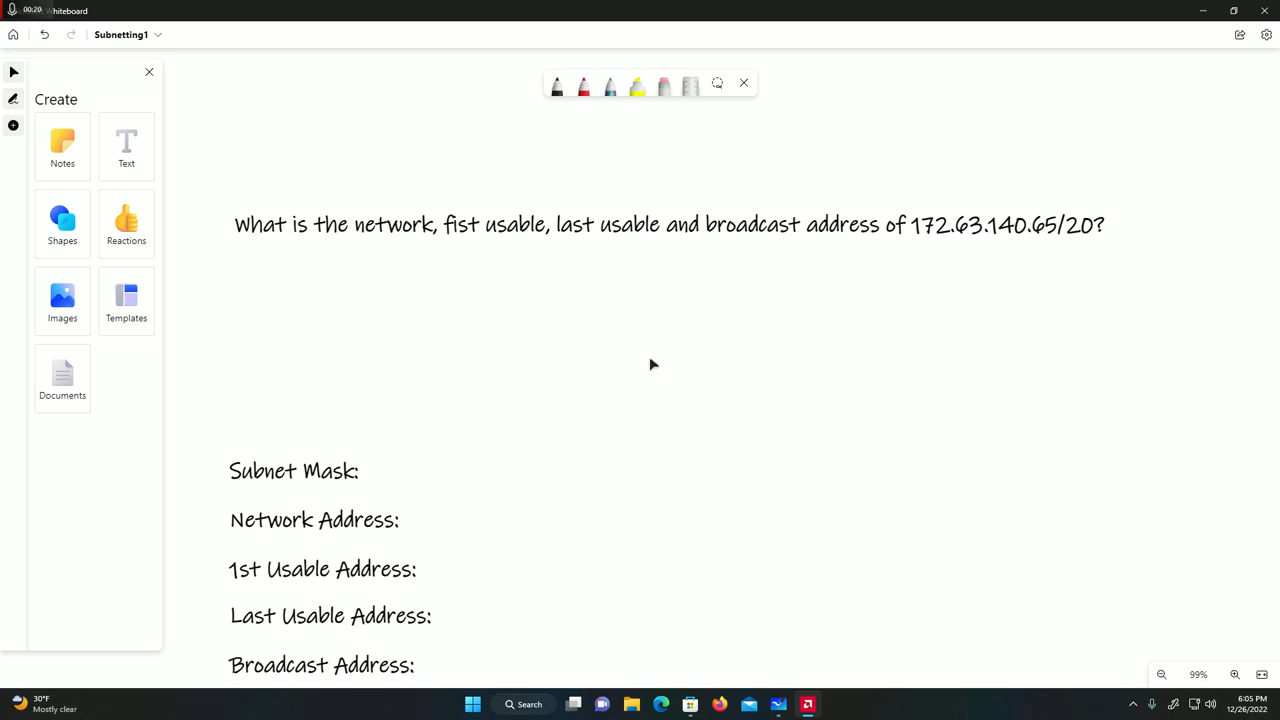 00:20
Whiteboard
Subnetting1
Create
Notes
Text
Shapes
Reactions
Images
Templates
Documents
What is the network, fist usable, last usable and broadcast address of 172.63.140.65/20?
Subnet Mask:
Network Address:
1st Usable Address:
Last Usable Address:
Broadcast Address:
99%
30°F
Mostly clear
Search
6:05 PM
12/26/2022